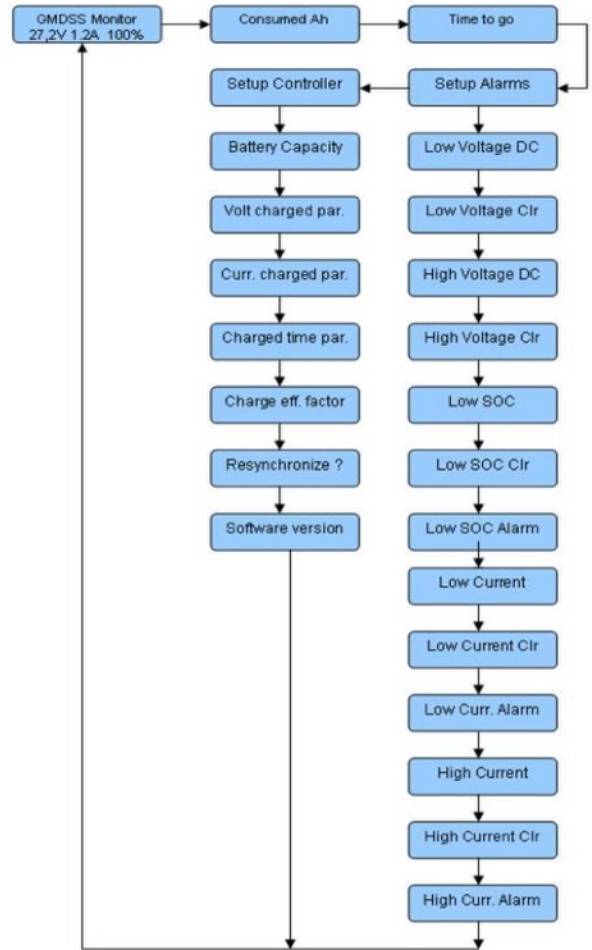 GMDSS Monitor
27,2V 1.2A 100%
Consumed Ah
Time to go
Setup Controller
Setup Alarms
Battery Capacity
Low Voltage DC
Volt charged par.
Low Voltage Clr
Curr. charged par.
High Voltage DC
Charged time par.
High Voltage Clr
Charge eff. factor
Low SOC
Resynchronize ?
Low SOC Clr
Software version
Low SOC Alarm
Low Current
Low Current Clr
Low Curr. Alarm
High Current
High Current Clr
High Curr. Alarm